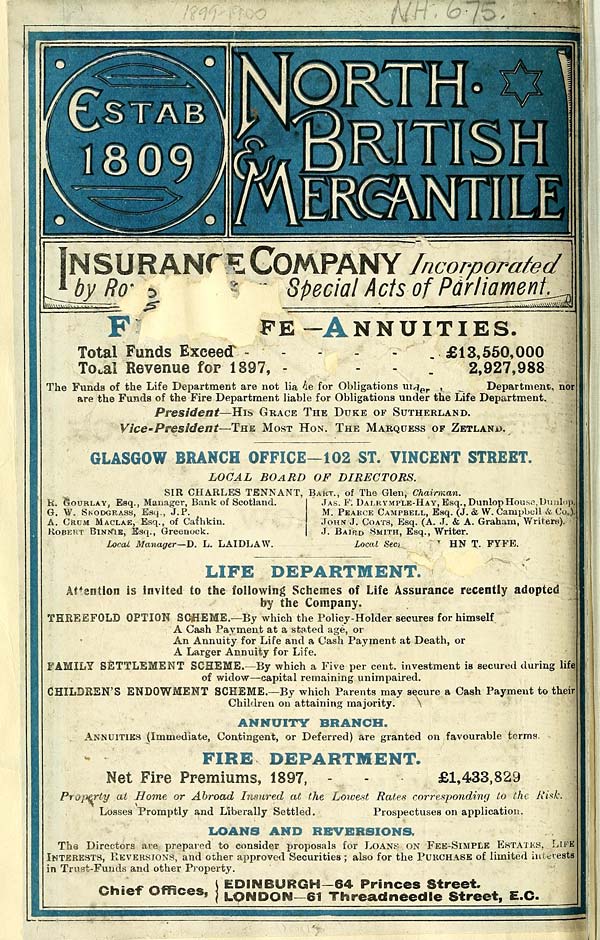 1899-1900
NH. 675.
ESTAB
1809
NORTH
BRITISH
& MERCANTILE
INSURANCE COMPANY Incorporated
by Special Acts of Parliament.
FE—ANNUITIES.
Total Funds Exceed - - - - - - £13,550,000
Total Revenue for 1897, - - - - - 2,927,988
The Funds of the Life Department are not liable for Obligations under Department, nor
are the Funds of the Fire Department liable for Obligations under the Life Department.
President—HIS GRACE THE DUKE OF SUTHERLAND.
Vice-President—THE MOST HON. THE MARQUESS OF ZETLAND.
GLASGOW BRANCH OFFICE—102 ST. VINCENT STREET.
LOCAL BOARD OF DIRECTORS.
SIR CHARLES TENNANT, BART., of The Glen, Chairman.
R. GOURLAY, Esq., Manager, Bank of Scotland.
G. W. SNODGRASS, Esq., J.P.
A. CRUM MACLAE, Esq., of Cathkin.
ROBERT BINNIE, Esq., Greenock.
JAS. F. DALRYMPLE-HAY, Esq., Dunlop House, Dunlop.
M. PEARCE CAMPBELL, Esq. (J. & W. Campbell & Co.).
JOHN J. COATS, Esq. (A. J. & A. Graham, Writers).
J. BAIRD SMITH, Esq., Writer.
Local Manager—D. L. LAIDLAW.
Local Sec HN T. FYFE.
LIFE DEPARTMENT.
Attention is Invited to the following Schemes of Life Assurance recently adopted
by the Company.
THREEFOLD OPTION SCHEME.—By which the Policy-Holder secures for himself
A Cash Payment at a stated age, or
An Annuity for Life and a Cash Payment at Death, or
A Larger Annuity for Life.
FAMILY SETTLEMENT SCHEME.—By which a Five per cent. investment is secured during life
of widow—capital remaining unimpaired.
CHILDREN'S ENDOWMENT SCHEME.—By which Parents may secure a Cash Payment to their
Children on attaining majority.
ANNUITY BRANCH.
ANNUITIES (Immediate, Contingent, or Deferred) are granted on favourable terms.
FIRE DEPARTMENT.
Net Fire Premiums, 1897, - - - £1,433,829
Property at Home or Abroad Insured at the Lowest Rates corresponding to the Risk.
Losses Promptly and Liberally Settled. Prospectuses on application.
LOANS AND REVERSIONS.
The Directors are prepared to consider proposals for LOANS ON FEE-SIMPLE ESTATES, LIFE
INTERESTS, REVERSIONS, and other approved Securities; also for the PURCHASE of limited interests
in Trust-Funds and other Property.
Chief Offices, { EDINBURGH—64 Princes Street.
LONDON—61 Threadneedle Street, E.C.